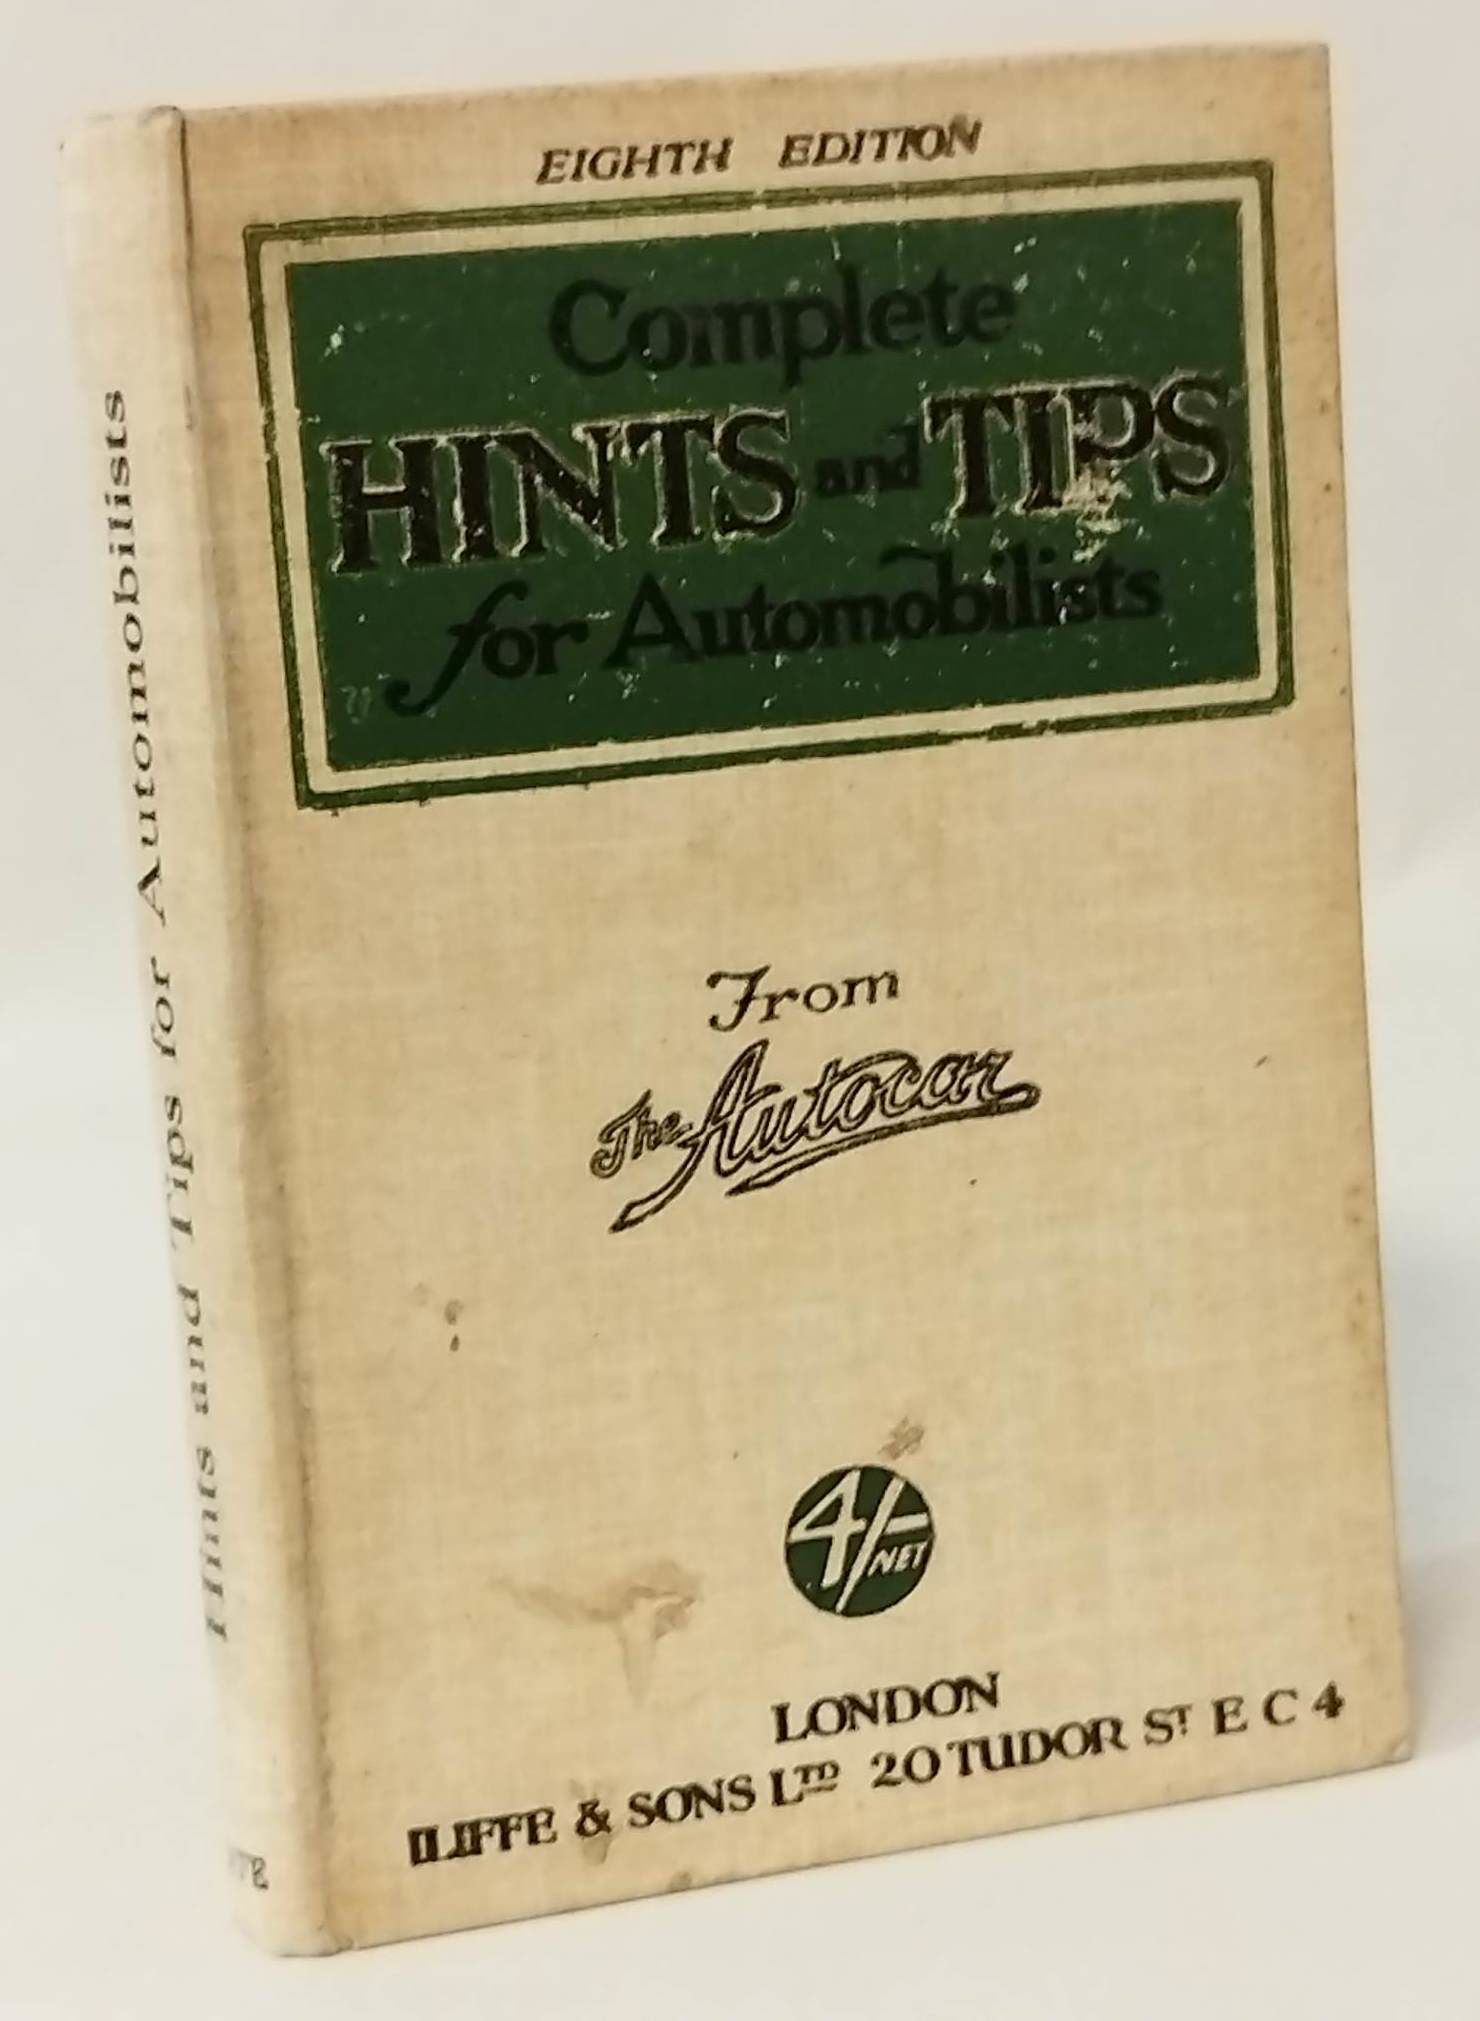 EIGHTH EDITION
Complete
HINTS and TIPS
for Automobilists
From
The Autocar
4/- NET
LONDON
ILIFFE & SONS LTD 20 TUDOR ST E C 4
Hints and Tips for Automobilists